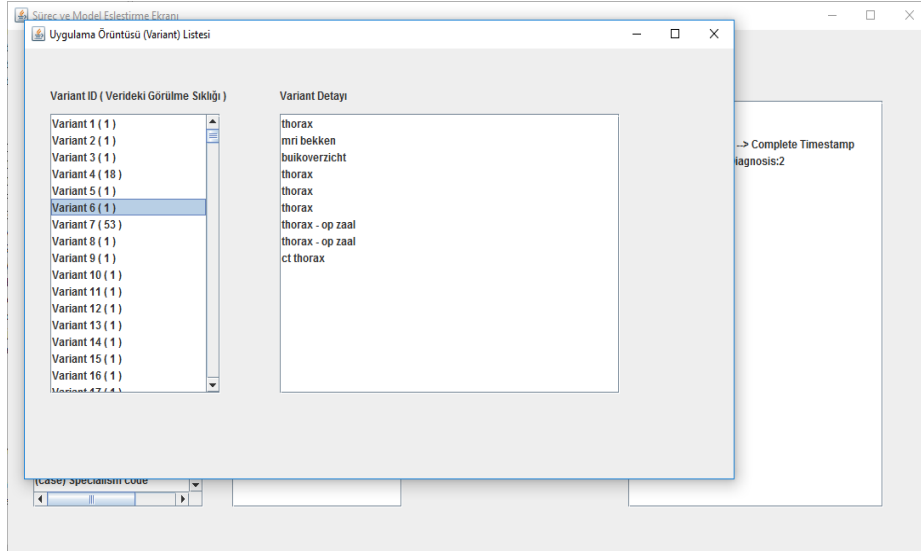 Süreç ve Model Eşleştirme Ekranı
Uygulama Örüntüsü (Variant) Listesi
Variant ID ( Verideki Görülme Sıklığı )
Variant Detayı
Variant 1 ( 1 )
Variant 2 ( 1 )
Variant 3 ( 1 )
Variant 4 ( 18 )
Variant 5 ( 1 )
Variant 6 ( 1 )
Variant 7 ( 53 )
Variant 8 ( 1 )
Variant 9 ( 1 )
Variant 10 ( 1 )
Variant 11 ( 1 )
Variant 12 ( 1 )
Variant 13 ( 1 )
Variant 14 ( 1 )
Variant 15 ( 1 )
Variant 16 ( 1 )
Variant 17 ( 1 )
thorax
mri bekken
buikoverzicht
thorax
thorax
thorax
thorax - op zaal
thorax - op zaal
ct thorax
--> Complete Timestamp
iagnosis:2
(case) Specialism code